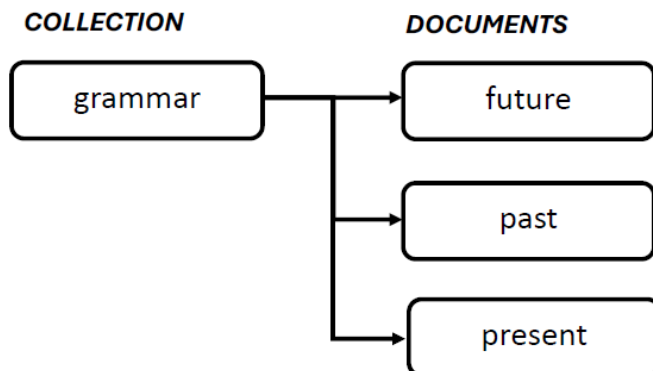 COLLECTION
DOCUMENTS
grammar
future
past
present